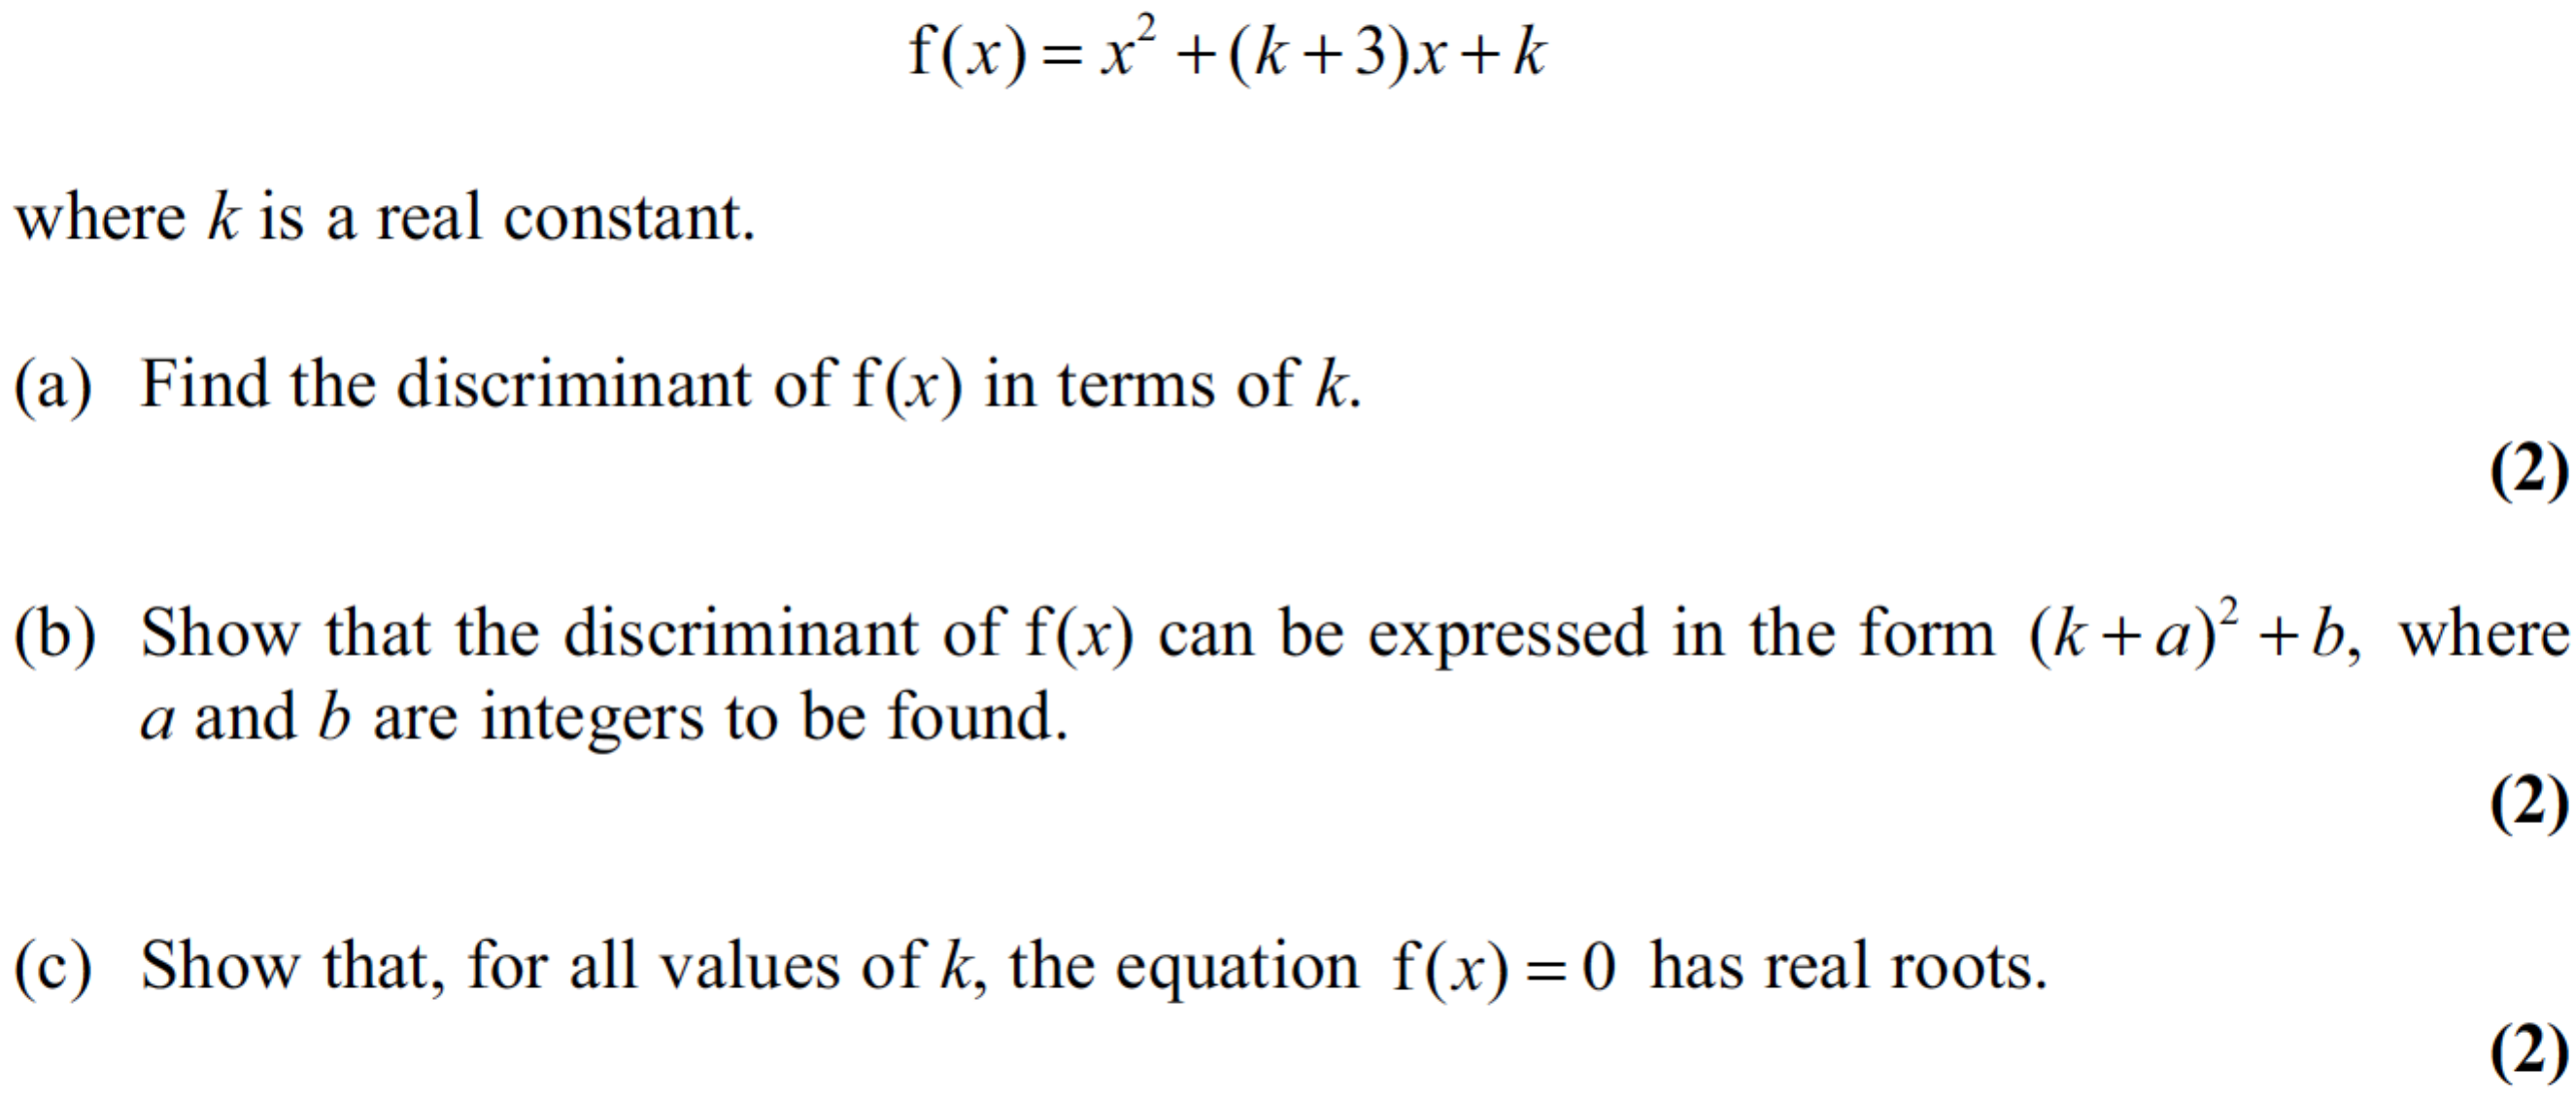 f(x) = x² + (k + 3)x + k
where k is a real constant.
(a) Find the discriminant of f(x) in terms of k.
(2)
(b) Show that the discriminant of f(x) can be expressed in the form (k + a)² + b, where
a and b are integers to be found.
(2)
(c) Show that, for all values of k, the equation f(x) = 0 has real roots.
(2)